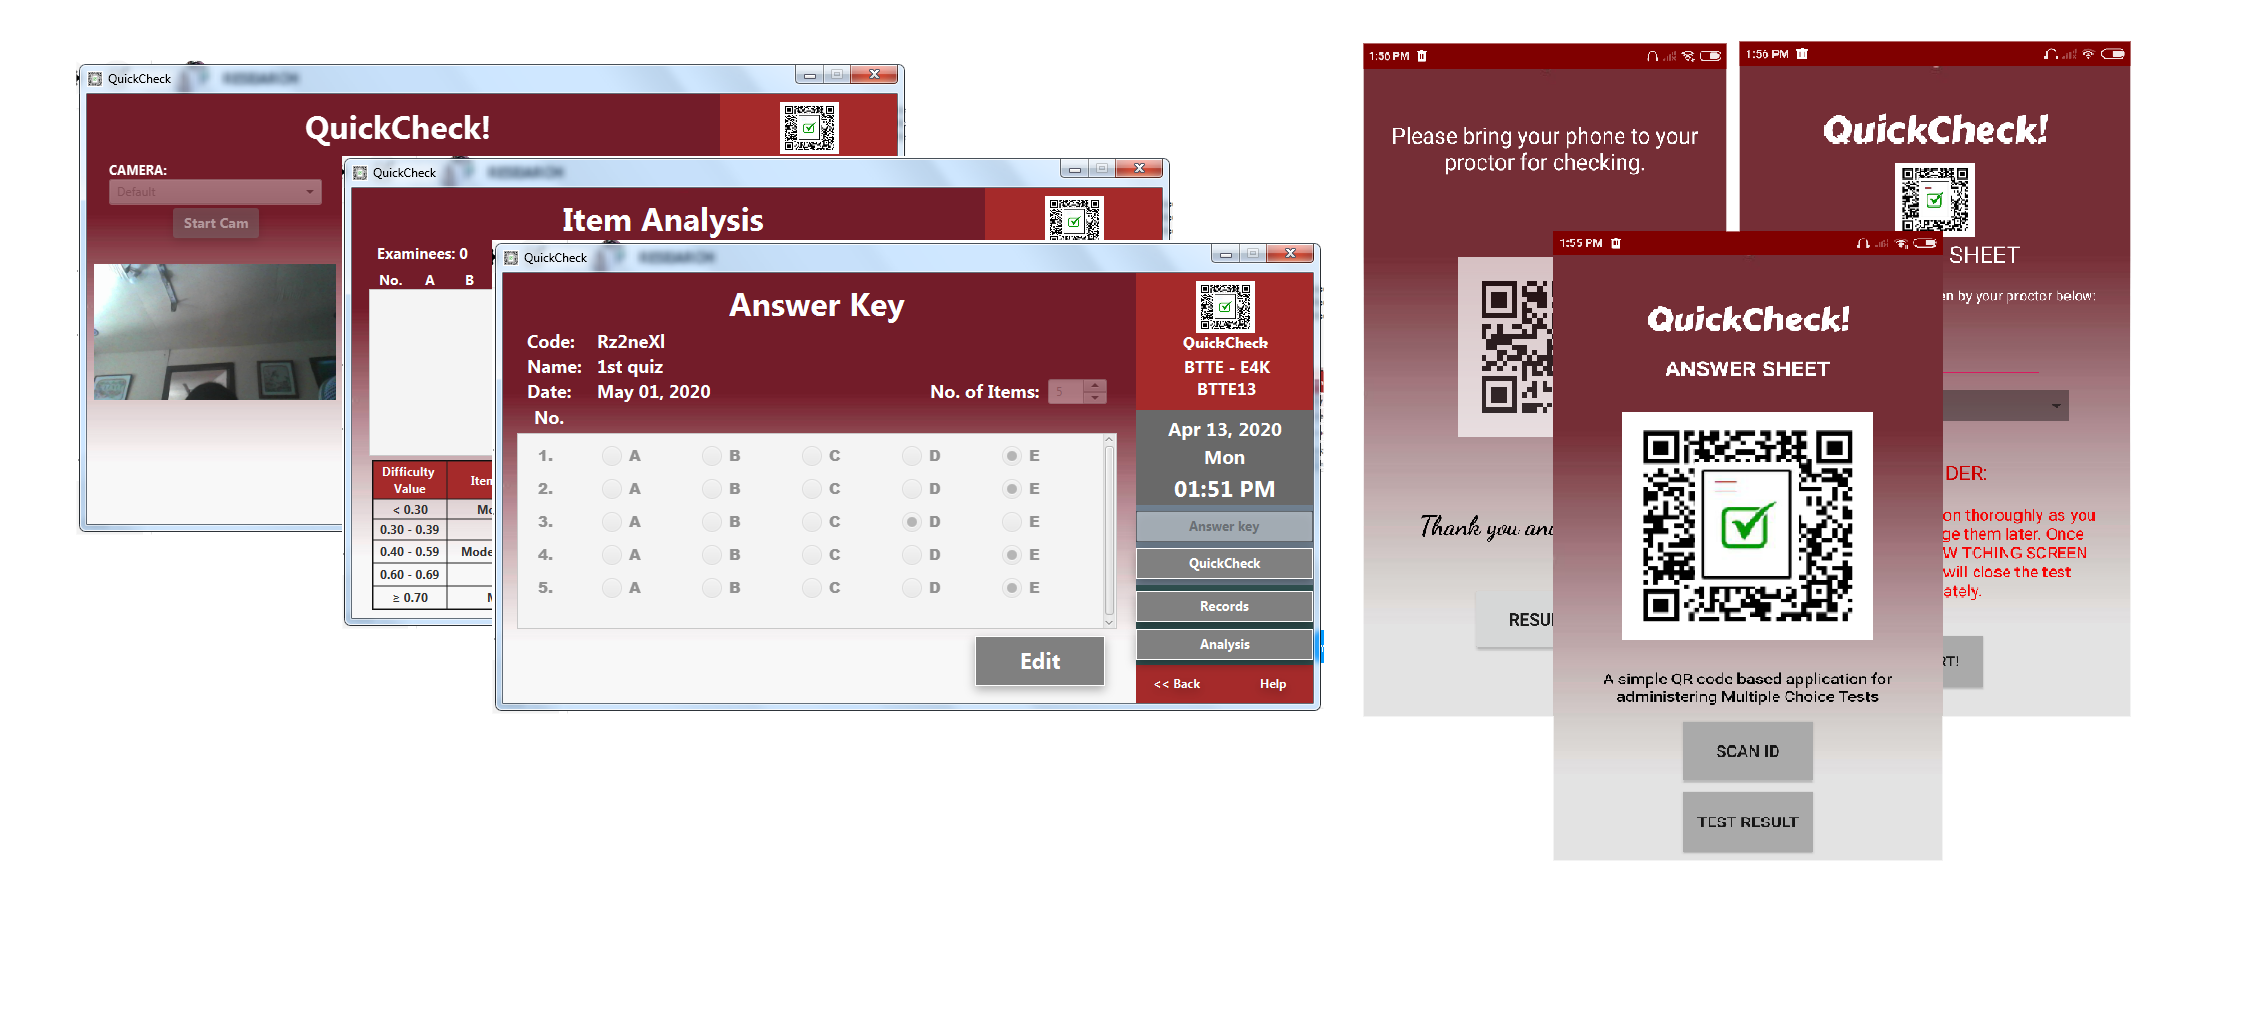 QuickCheck
RESEARCH
QuickCheck!
CAMERA:
Default
Start Cam
QuickCheck
RESEARCH
Item Analysis
Examinees: 0
No. A B
Difficulty
Value
Item
< 0.30
0.30 - 0.39
0.40 - 0.59 Mode
0.60 - 0.69
≥ 0.70
QuickCheck
RESEARCH
Answer Key
Code: Rz2neXl
Name: 1st quiz
Date: May 01, 2020
No. of Items: 5
No.
1. A B C D E
2. A B C D E
3. A B C D E
4. A B C D E
5. A B C D E
Edit
QuickCheck
BTTE - E4K
BTTE13
Apr 13, 2020
Mon
01:51 PM
Answer key
QuickCheck
Records
Analysis
<< Back Help
1:56 PM
Please bring your phone to your
proctor for checking.
Thank you and
RESU
1:56 PM
QuickCheck!
SHEET
en by your proctor below:
DER:
on thoroughly as you
ge them later. Once
W TCHING SCREEN
will close the test
ately.
RT!
1:55 PM
QuickCheck!
ANSWER SHEET
A simple QR code based application for
administering Multiple Choice Tests
SCAN ID
TEST RESULT